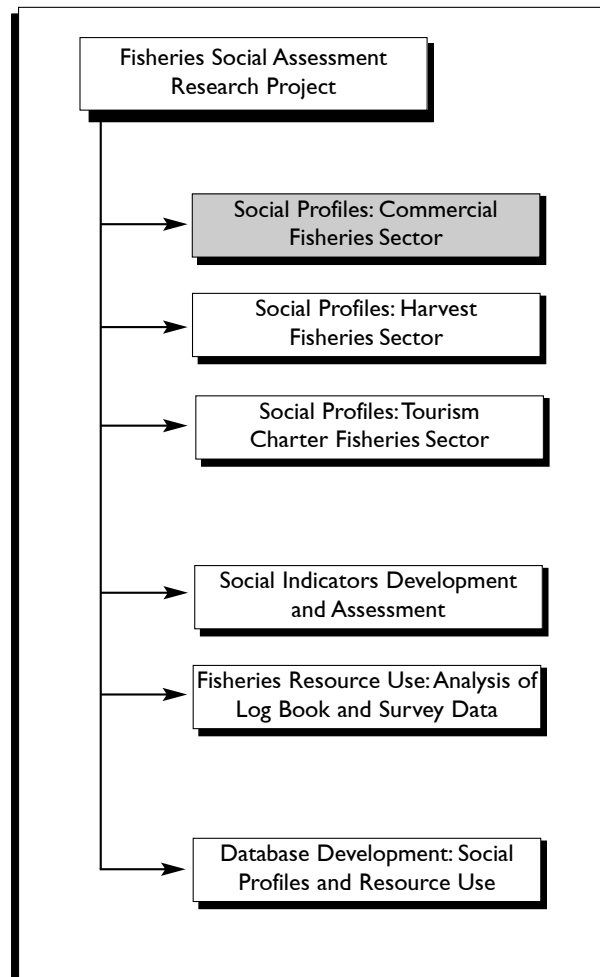 Fisheries Social Assessment
Research Project
Social Profiles: Commercial
Fisheries Sector
Social Profiles: Harvest
Fisheries Sector
Social Profiles: Tourism
Charter Fisheries Sector
Social Indicators Development
and Assessment
Fisheries Resource Use: Analysis of
Log Book and Survey Data
Database Development: Social
Profiles and Resource Use